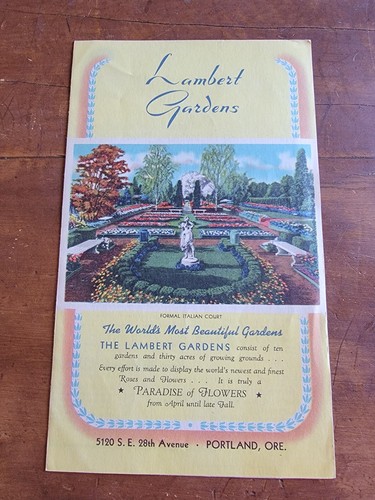 Lambert
Gardens
FORMAL ITALIAN COURT
The World's Most Beautiful Gardens
THE LAMBERT GARDENS consist of ten
gardens and thirty acres of growing grounds . . .
Every effort is made to display the world's newest and finest
Roses and Flowers . . . It is truly a
★ PARADISE of FLOWERS ★
from April until late Fall.
5120 S. E. 28th Avenue · PORTLAND, ORE.